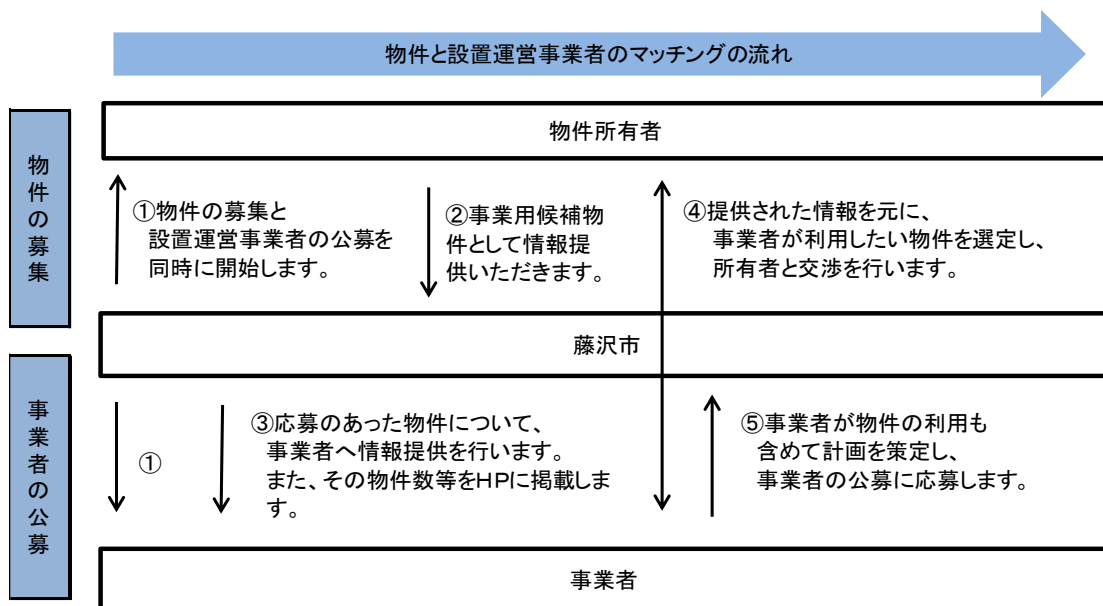 物件と設置運営事業者のマッチングの流れ
物件の募集
物件所有者
①物件の募集と
設置運営事業者の公募を
同時に開始します。
②事業用候補物
件として情報提
供いただきます。
④提供された情報を元に、
事業者が利用したい物件を選定し、
所有者と交渉を行います。
藤沢市
事業者の公募
①
③応募のあった物件について、
事業者へ情報提供を行います。
また、その物件数等をHPに掲載しま
す。
⑤事業者が物件の利用も
含めて計画を策定し、
事業者の公募に応募します。
事業者